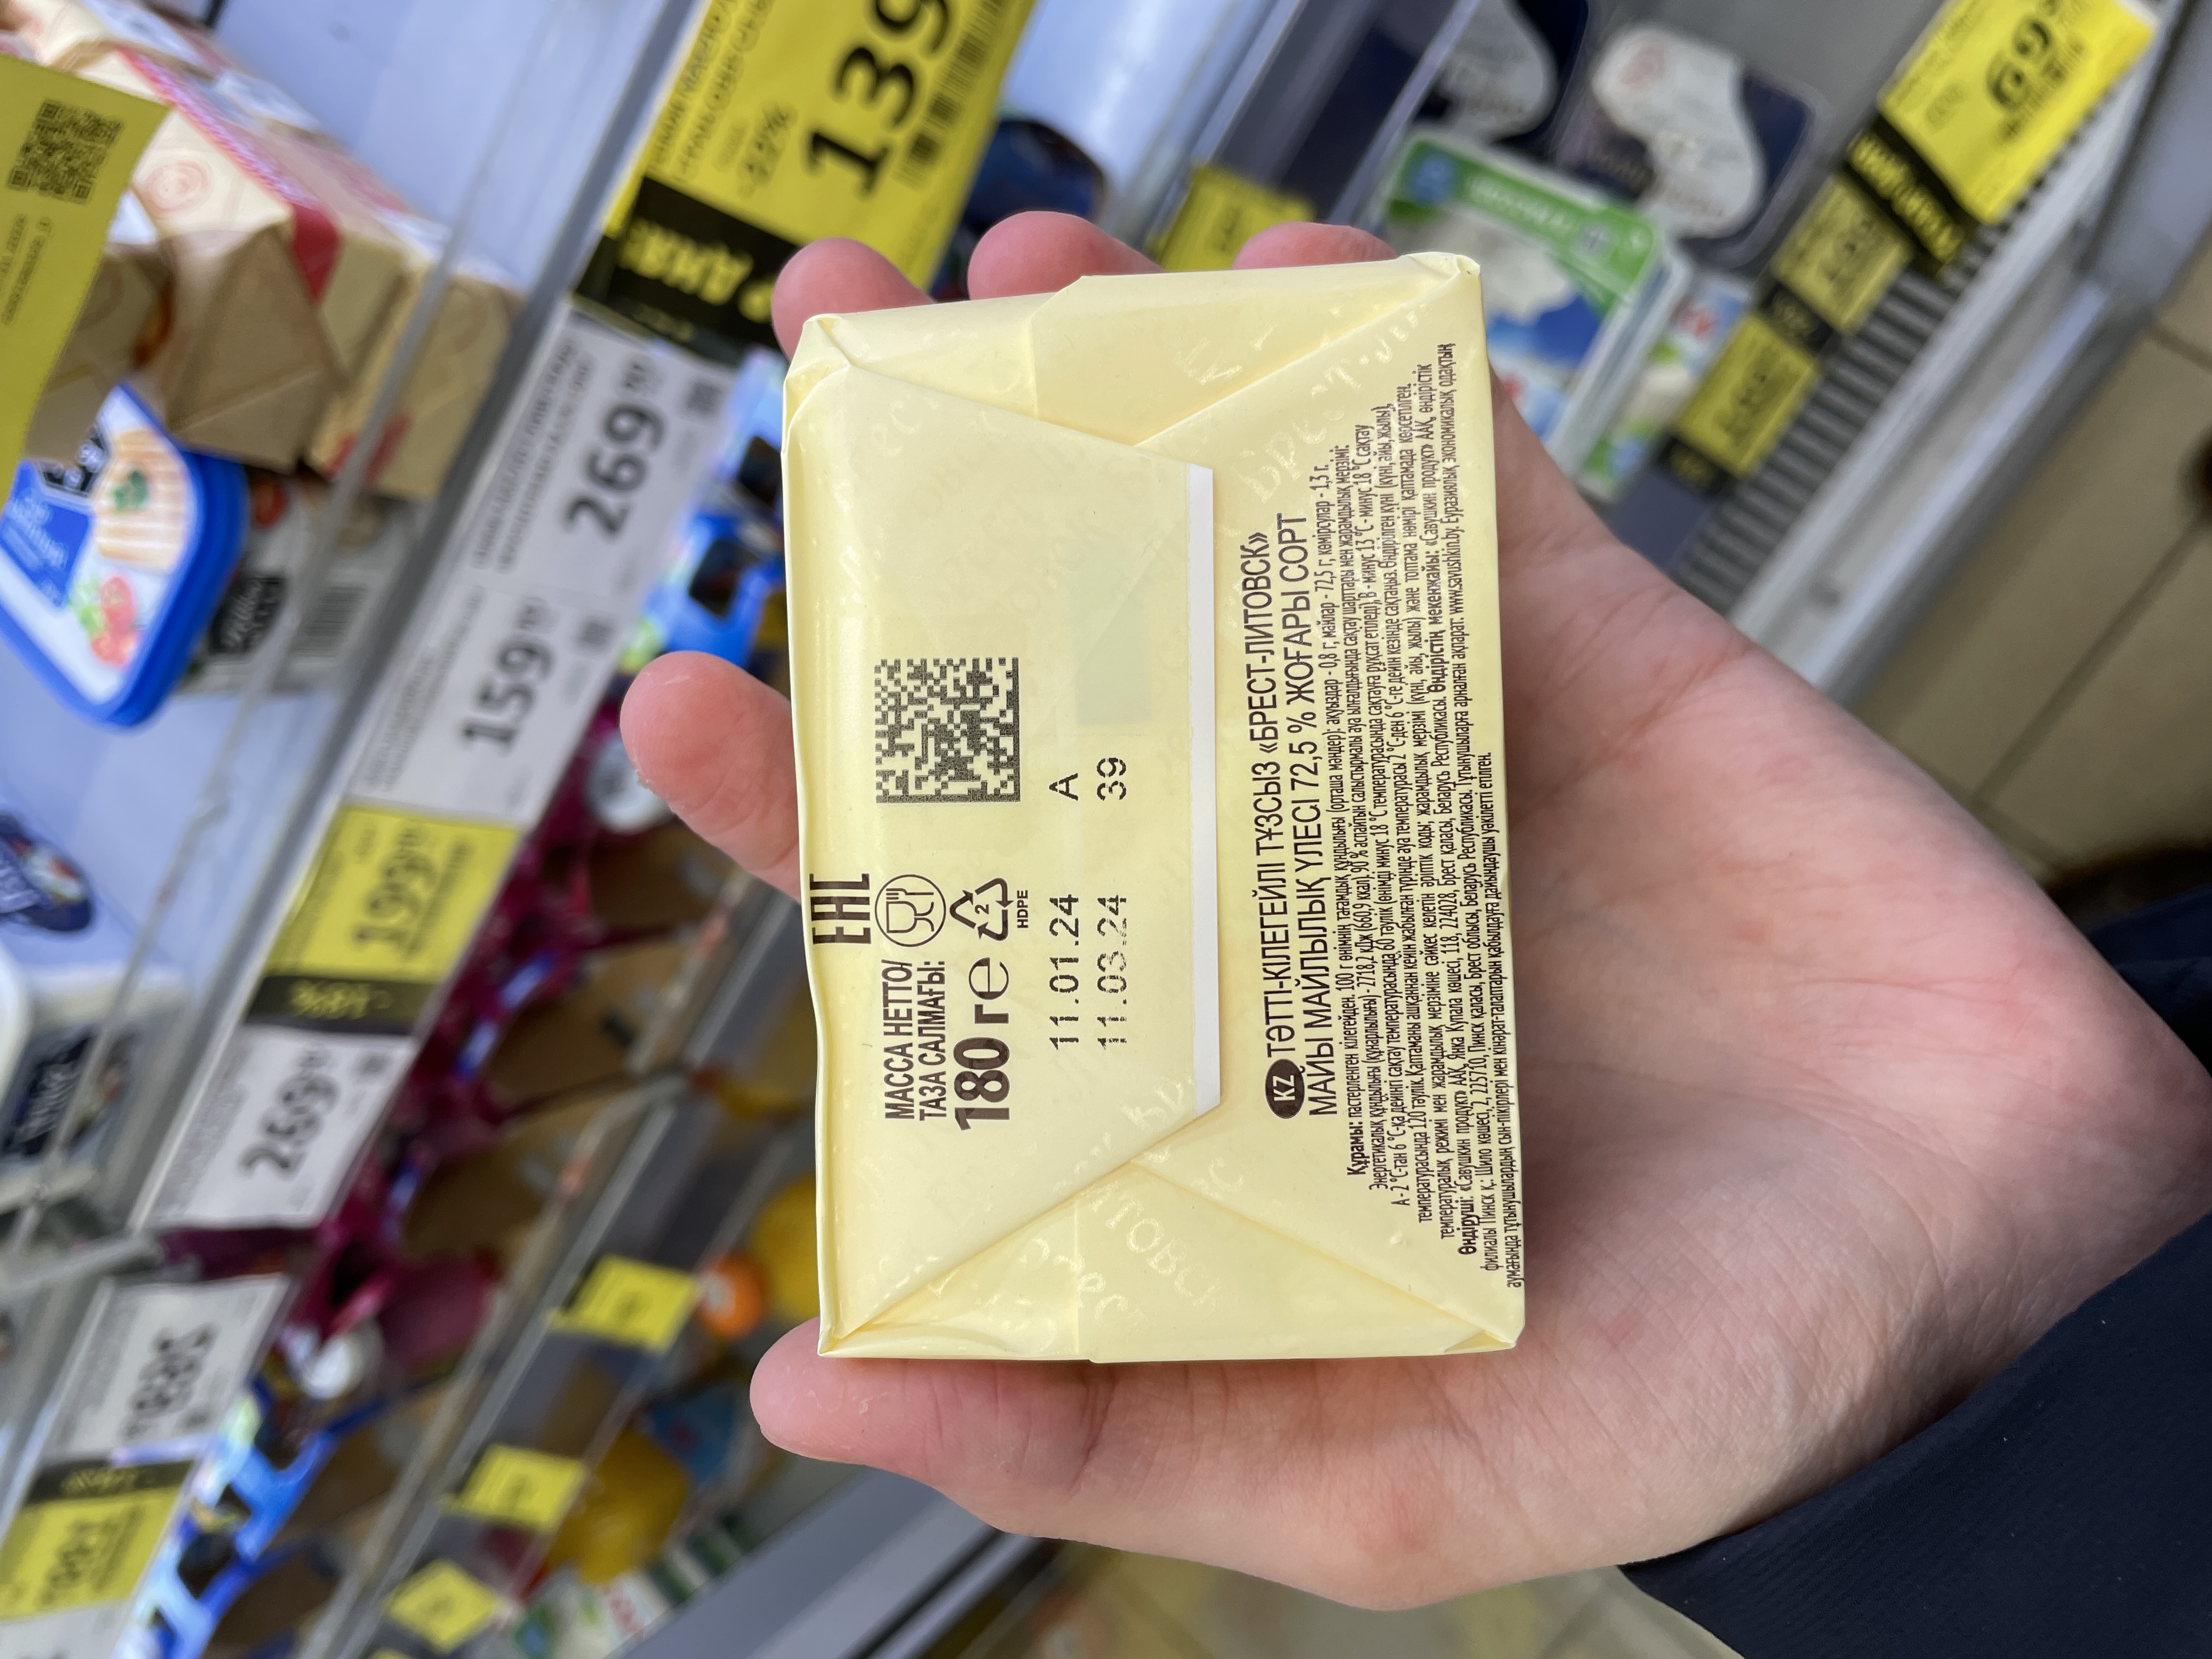 269
199
159
269
139
ЕАС
МАССА НЕТТО/
ТАЗА САЛМАҒЫ:
180 г℮
2
HDPE
11.01.24 А
11.03.24 39
KZ ТӘТТІ-КІЛЕГЕЙЛІ ТҰЗСЫЗ «БРЕСТ-ЛИТОВСК»
МАЙЫ МАЙЛЫЛЫҚ ҮЛЕСІ 72,5 % ЖОҒАРЫ СОРТ
Құрамы: пастерленген кілегейден. 100 г өнімнің тағамдық құндылығы (орташа мәндер): ақуыздар - 0,8 г, майлар - 72,5 г, көмірсулар - 1,3 г.
Энергетикалық құндылығы (құнарлылығы) - 2718,2 кДж (660,9 ккал). 90 % аспайтын салыстырмалы ауа ылғалдығында сақтау шарттары мен жарамдылық мерзімі:
А - 2 °С-тан 6 °С-қа дейінгі сақтау температурасында 60 тәулік (өнімді минус 18 °С температурасында сақтауға рұқсат етіледі), В - минус 13 °С - минус 18 °С сақтау
температурасында 120 тәулік. Қаптаманы ашқаннан кейін жабылған түрінде ауа температурасы 2 °С-ден 6 °С-ге дейін кезінде сақтаңыз. Өндірілген күні (күні, айы, жылы),
температуралық режимі мен жарамдылық мерзіміне сәйкес келетін әріптік коды; жарамдылық мерзімі (күні, айы, жылы) және топтама нөмірі қаптамада көрсетілген.
Өндіруші: «Савушкин продукт» ААҚ, Янка Купала көшесі, 118, 224028, Брест қаласы, Беларусь Республикасы. Өндірістің мекенжайы: «Савушкин продукт» ААҚ, өндірістік
филиалы Пинск қ.: Шило көшесі, 2, 225710, Пинск қаласы, Брест облысы, Беларусь Республикасы. Тұтынушыларға арналған ақпарат: www.savushkin.by. Еуразиялық экономикалық одақтың
аумағында тұтынушылардың сын-пікірлері мен кінәрат-талаптарын қабылдауға дайындаушы уәкілетті етілген.
69